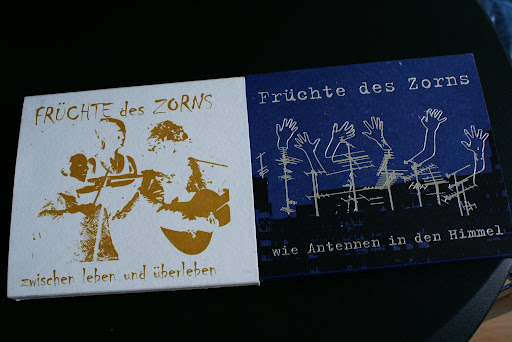 FRÜCHTE des ZORNS
zwischen leben und überleben
Früchte des Zorns
wie Antennen in den Himmel